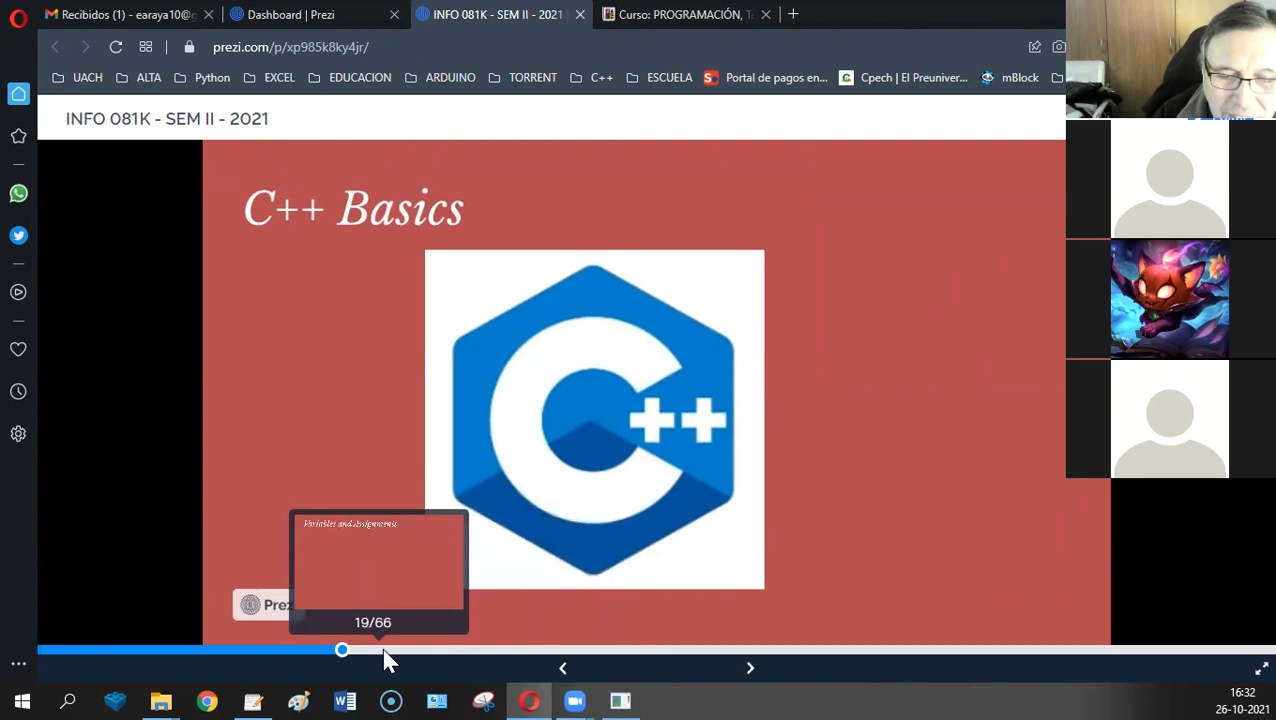 Recibidos (1) - earaya10@g
Dashboard | Prezi
INFO 081K - SEM II - 2021
Curso: PROGRAMACIÓN, Te
prezi.com/p/xp985k8ky4jr/
UACH
ALTA
Python
EXCEL
EDUCACION
ARDUINO
TORRENT
C++
ESCUELA
Portal de pagos en...
Cpech | El Preuniver...
mBlock
INFO 081K - SEM II - 2021
C++ Basics
C++
Variables and Assignments
Prezi
19/66
16:32
26-10-2021